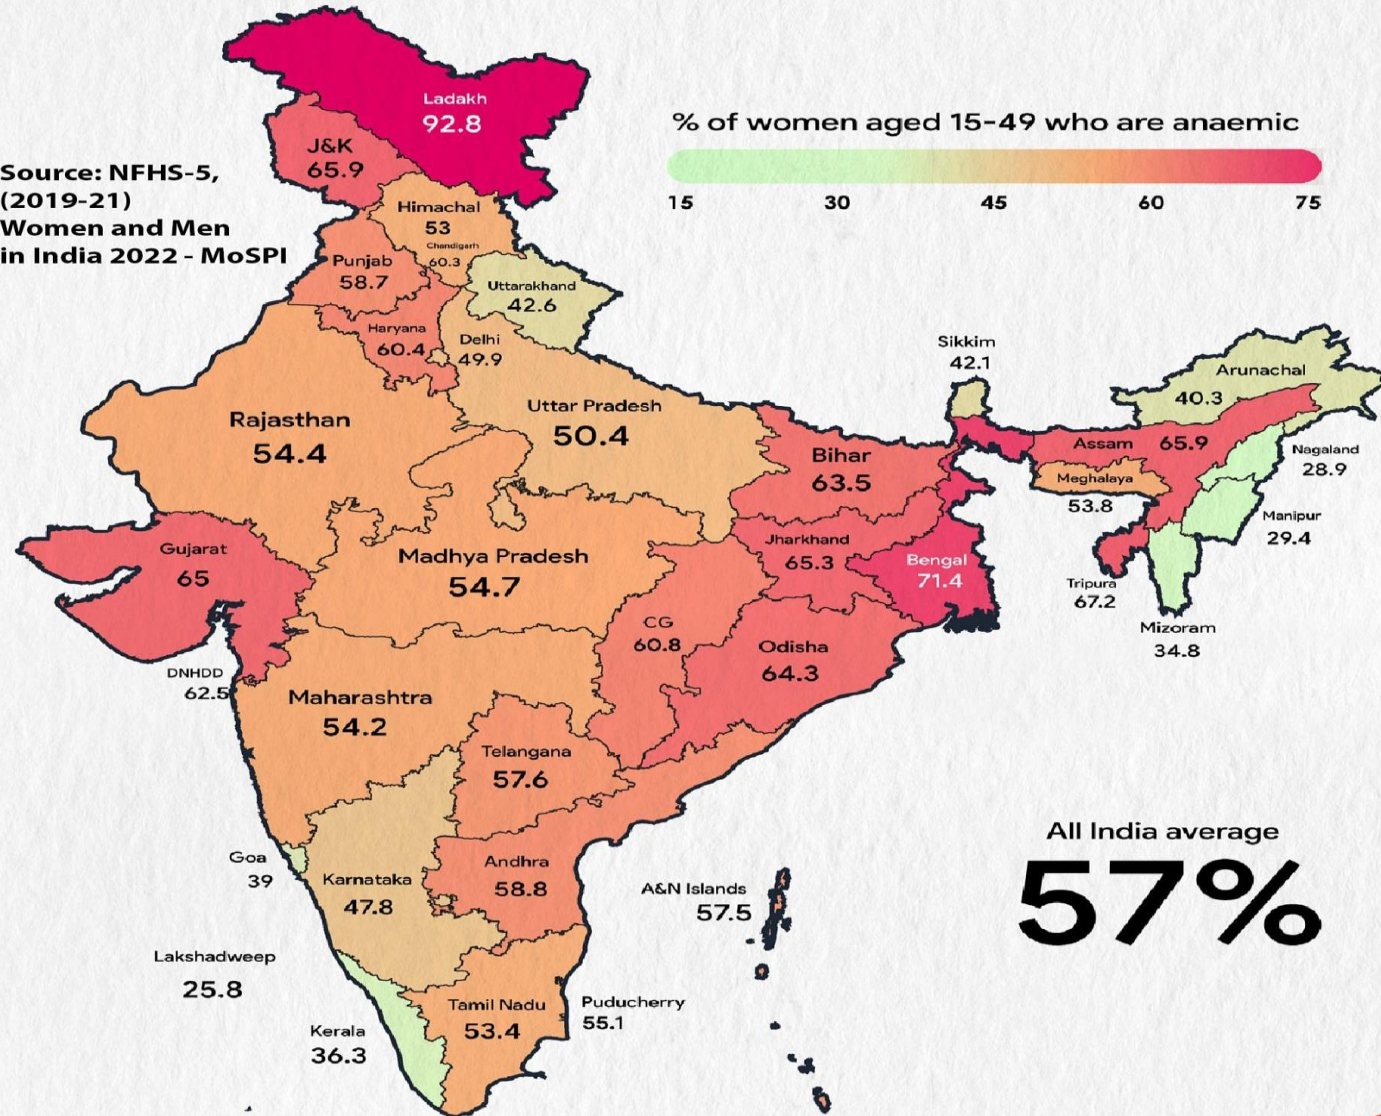 % of women aged 15-49 who are anaemic
15 30 45 60 75
Source: NFHS-5,
(2019-21)
Women and Men
in India 2022 - MoSPI
Ladakh
92.8
J&K
65.9
Himachal
53
Chandigarh
60.3
Punjab
58.7
Uttarakhand
42.6
Haryana
60.4
Delhi
49.9
Rajasthan
54.4
Uttar Pradesh
50.4
Bihar
63.5
Sikkim
42.1
Arunachal
40.3
Assam 65.9
Nagaland
28.9
Meghalaya
53.8
Manipur
29.4
Tripura
67.2
Mizoram
34.8
Gujarat
65
Madhya Pradesh
54.7
Jharkhand
65.3
Bengal
71.4
CG
60.8
Odisha
64.3
DNHDD
62.5
Maharashtra
54.2
Telangana
57.6
Goa
39
Karnataka
47.8
Andhra
58.8
A&N Islands
57.5
All India average
57%
Lakshadweep
25.8
Kerala
36.3
Tamil Nadu
53.4
Puducherry
55.1